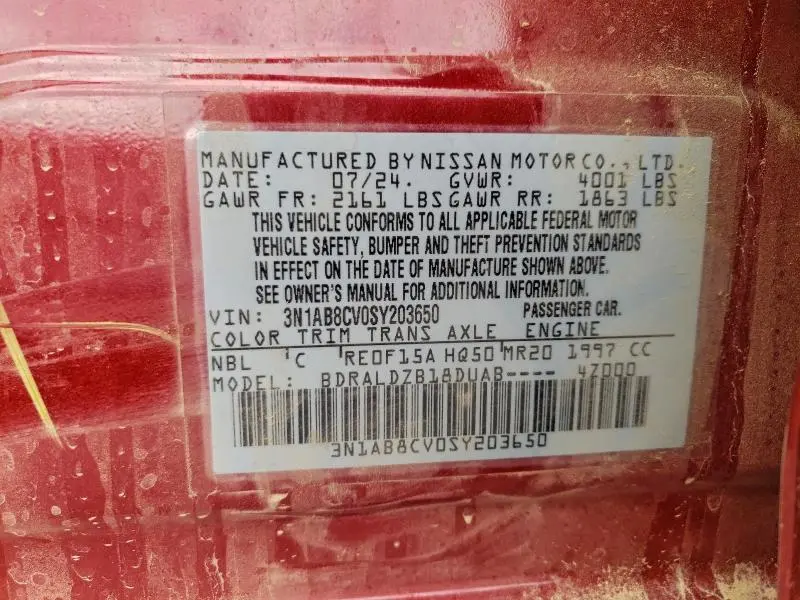 MANUFACTURED BY NISSAN MOTOR CO., LTD.
DATE: 07/24. GVWR: 4001 LBS
GAWR FR: 2161 LBS GAWR RR: 1863 LBS
THIS VEHICLE CONFORMS TO ALL APPLICABLE FEDERAL MOTOR
VEHICLE SAFETY, BUMPER AND THEFT PREVENTION STANDARDS
IN EFFECT ON THE DATE OF MANUFACTURE SHOWN ABOVE.
SEE OWNER'S MANUAL FOR ADDITIONAL INFORMATION.
VIN: 3N1AB8CV0SY203650 PASSENGER CAR.
COLOR TRIM TRANS AXLE ENGINE
NBL C RE0F15A HQ50 MR20 1997 CC
MODEL: BDRALDZB18DUAB---- 4Z000
3N1AB8CV0SY203650